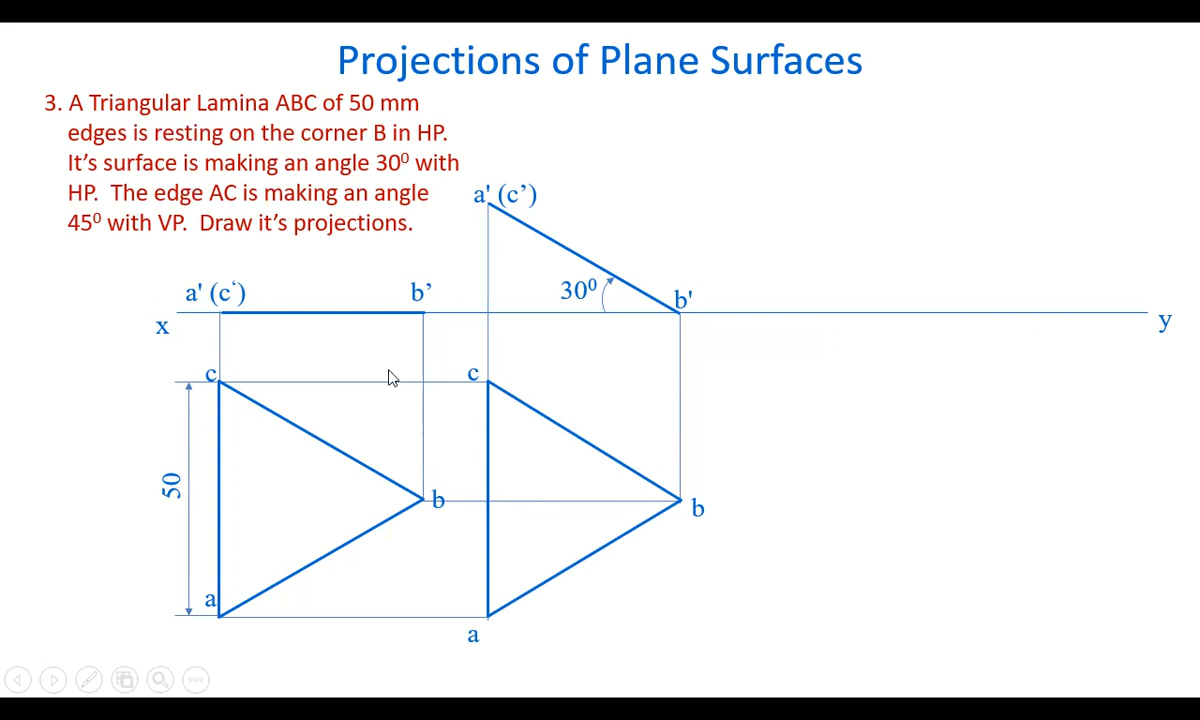 Projections of Plane Surfaces
3. A Triangular Lamina ABC of 50 mm
edges is resting on the corner B in HP.
It’s surface is making an angle 30⁰ with
HP. The edge AC is making an angle
45⁰ with VP. Draw it’s projections.
a' (c’)
30⁰
b'
a' (c‘)
b’
x
y
c
c
50
b
b
a
a